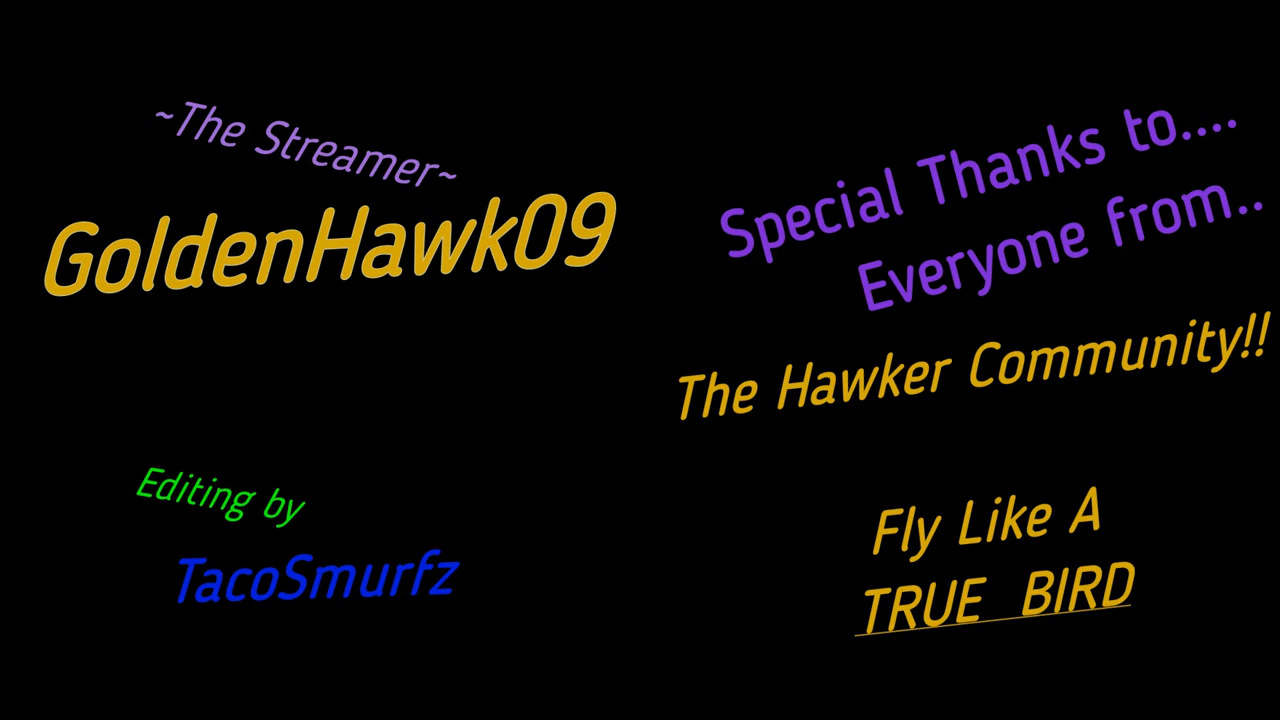 ~The Streamer~
GoldenHawk09
Editing by
TacoSmurfz
Special Thanks to....
Everyone from..
The Hawker Community!!
Fly Like A
TRUE BIRD